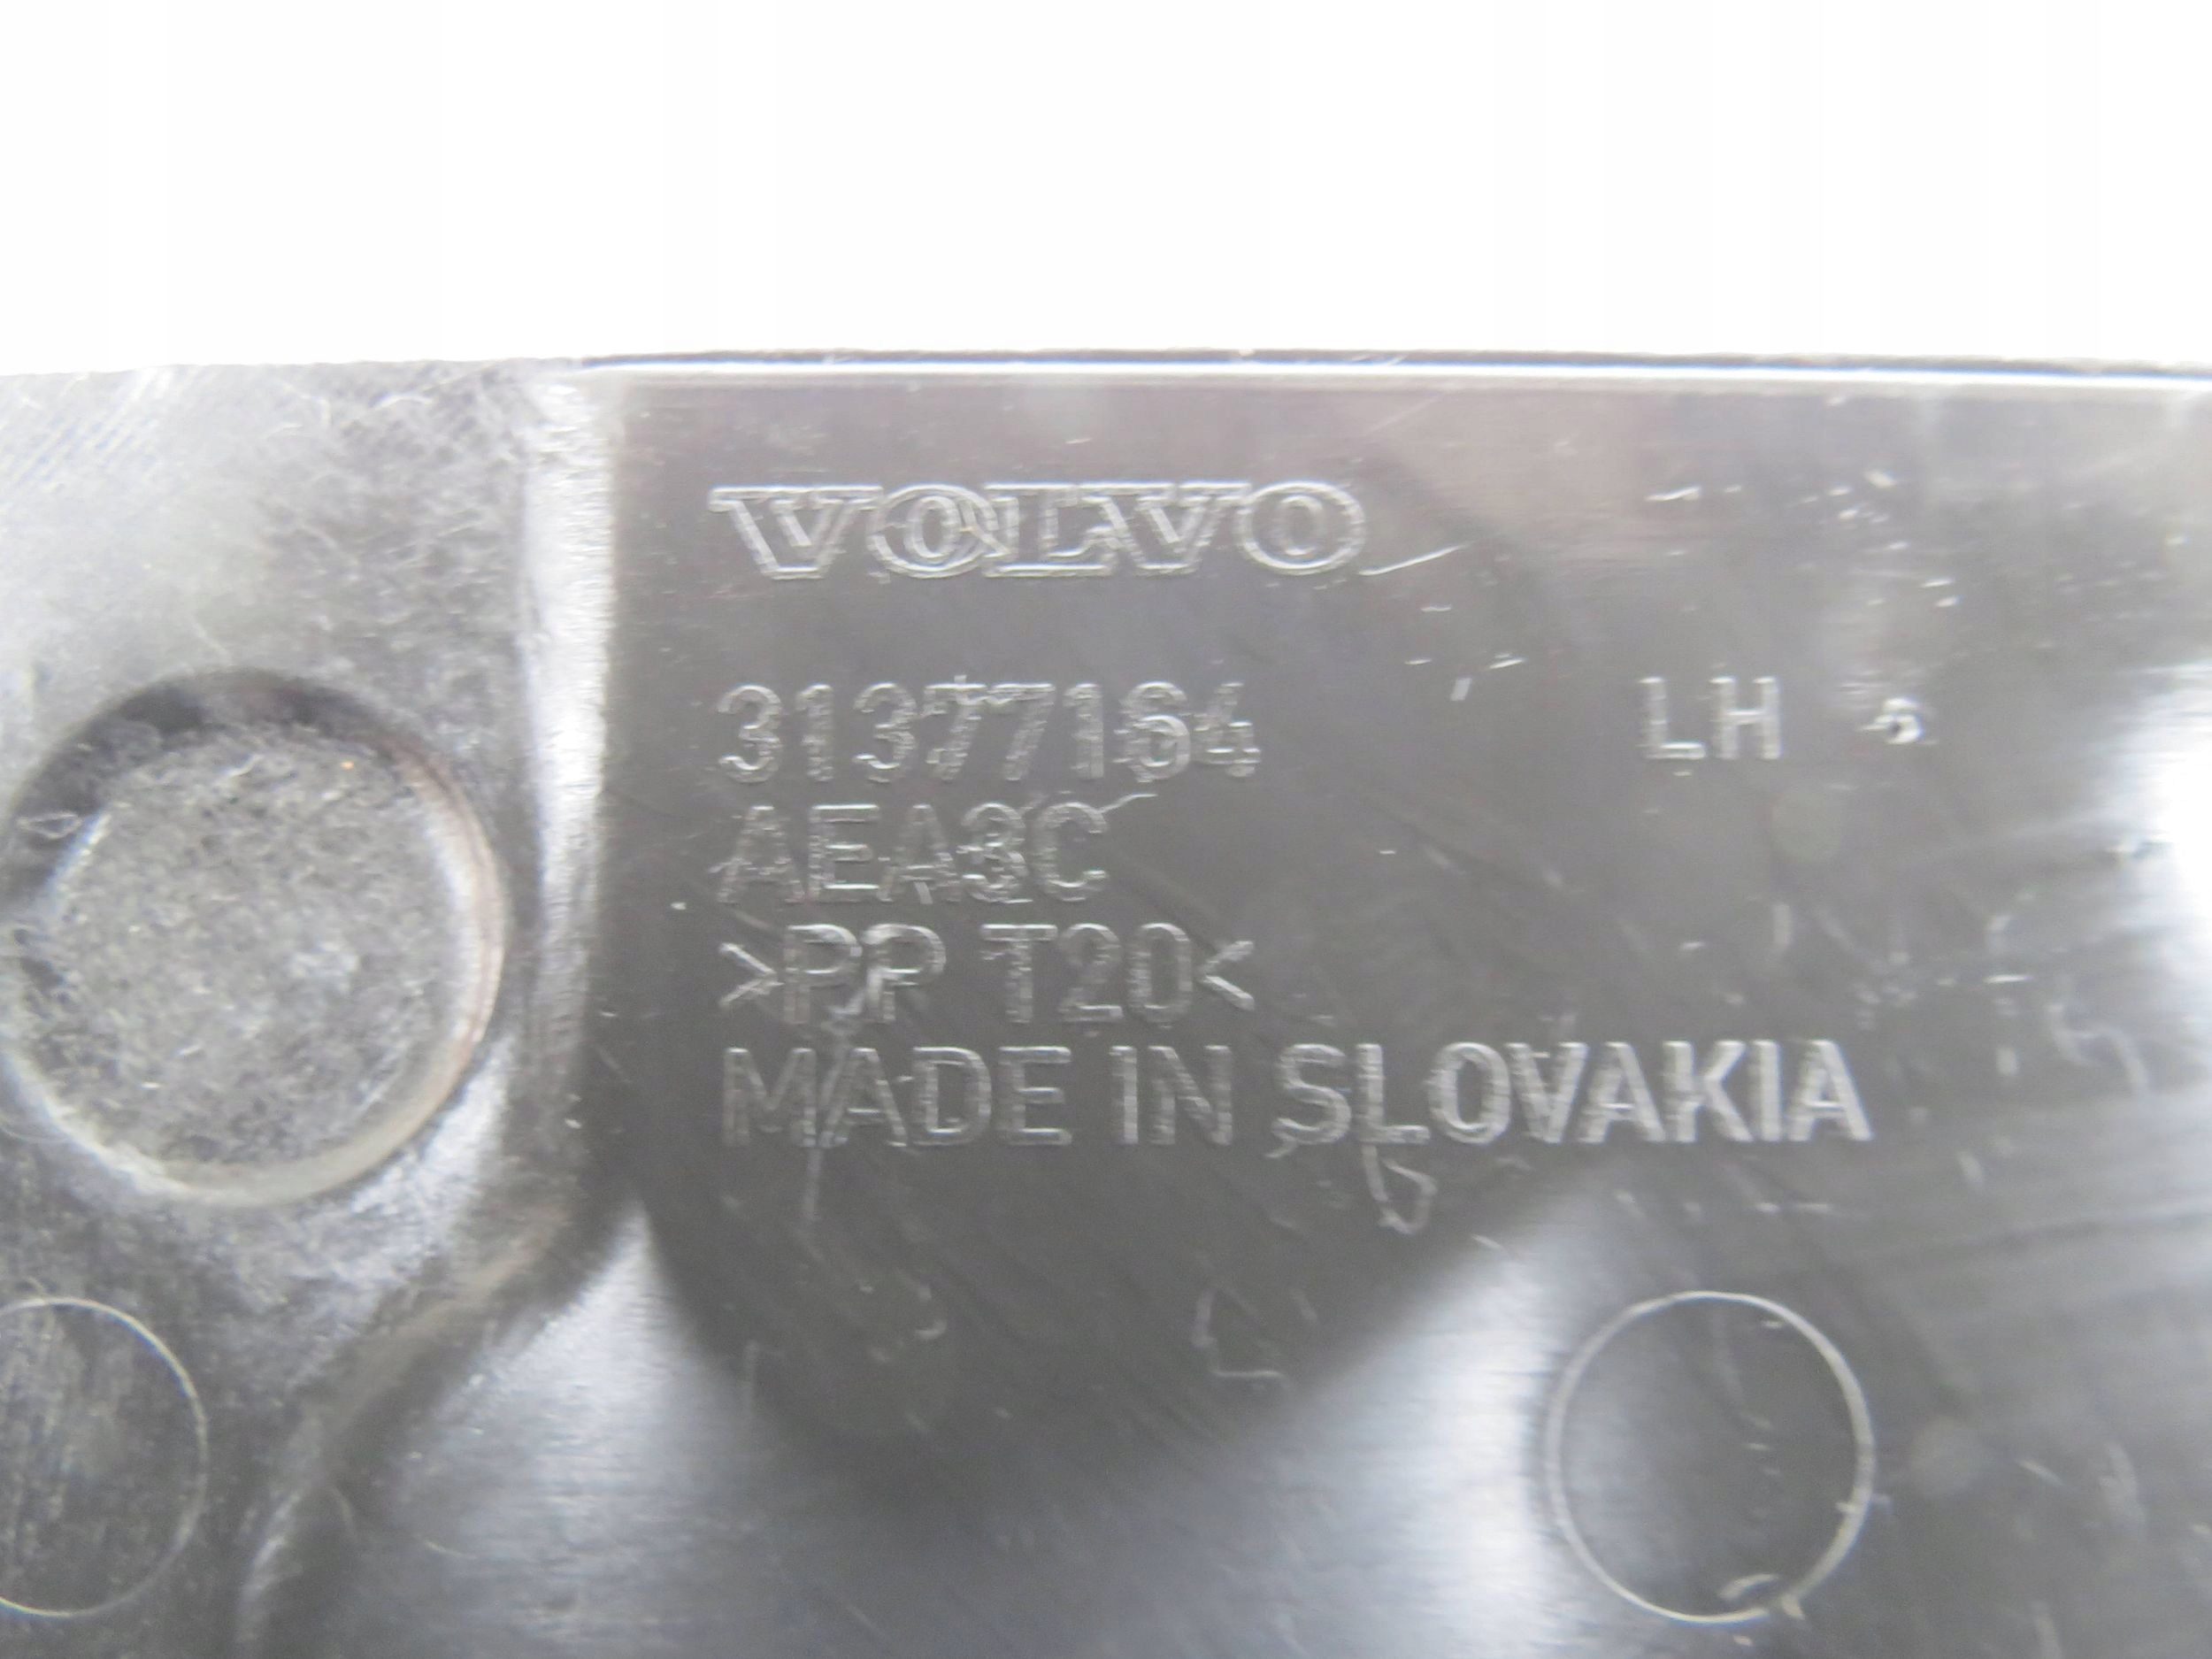 VOLVO
31377164 LH
AEA3C
>PP T20<
MADE IN SLOVAKIA